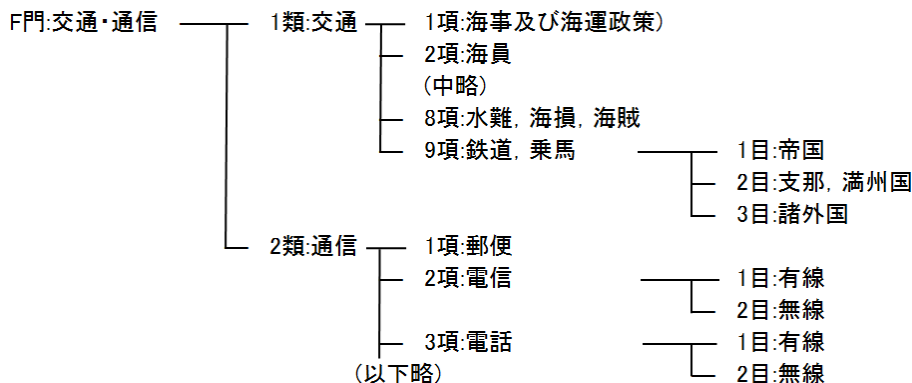 F門:交通・通信 1類:交通 1項:海事及び海運政策)
2項:海員
(中略)
8項:水難, 海損, 海賊
9項:鉄道, 乗馬 1目:帝国
2目:支那, 満州国
3目:諸外国
2類:通信 1項:郵便
2項:電信 1目:有線
2目:無線
3項:電話 1目:有線
(以下略) 2目:無線